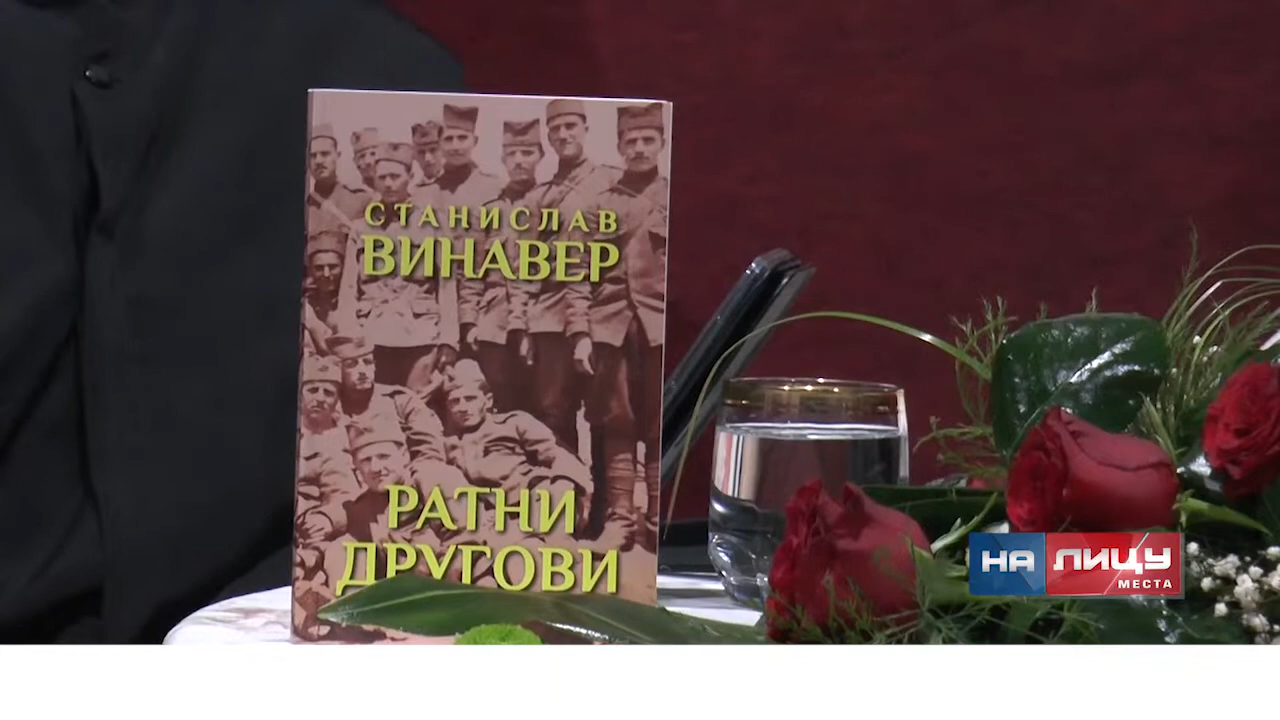 СТАНИСЛАВ
ВИНАВЕР
РАТНИ
ДРУГОВИ
НА ЛИЦУ
МЕСТА